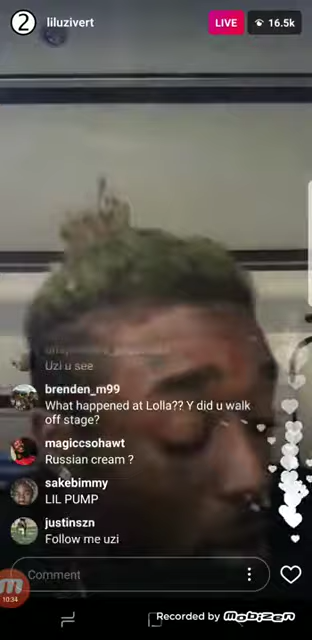 2 liluzivert LIVE 16.5k
Uzi u see
brenden_m99
What happened at Lolla?? Y did u walk
off stage?
magiccsohawt
Russian cream ?
sakebimmy
LIL PUMP
justinszn
Follow me uzi
Comment
10:34
Recorded by Mobizen